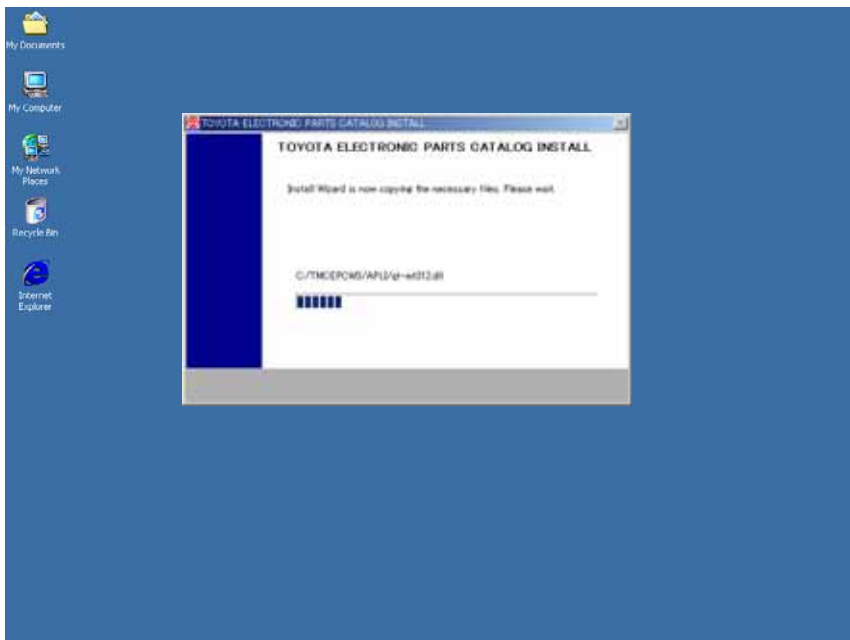 My Documents
My Computer
My Network
Places
Recycle Bin
Internet
Explorer
TOYOTA ELECTRONIC PARTS CATALOG INSTALL
TOYOTA ELECTRONIC PARTS CATALOG INSTALL
Install Wizard is now copying the necessary files. Please wait.